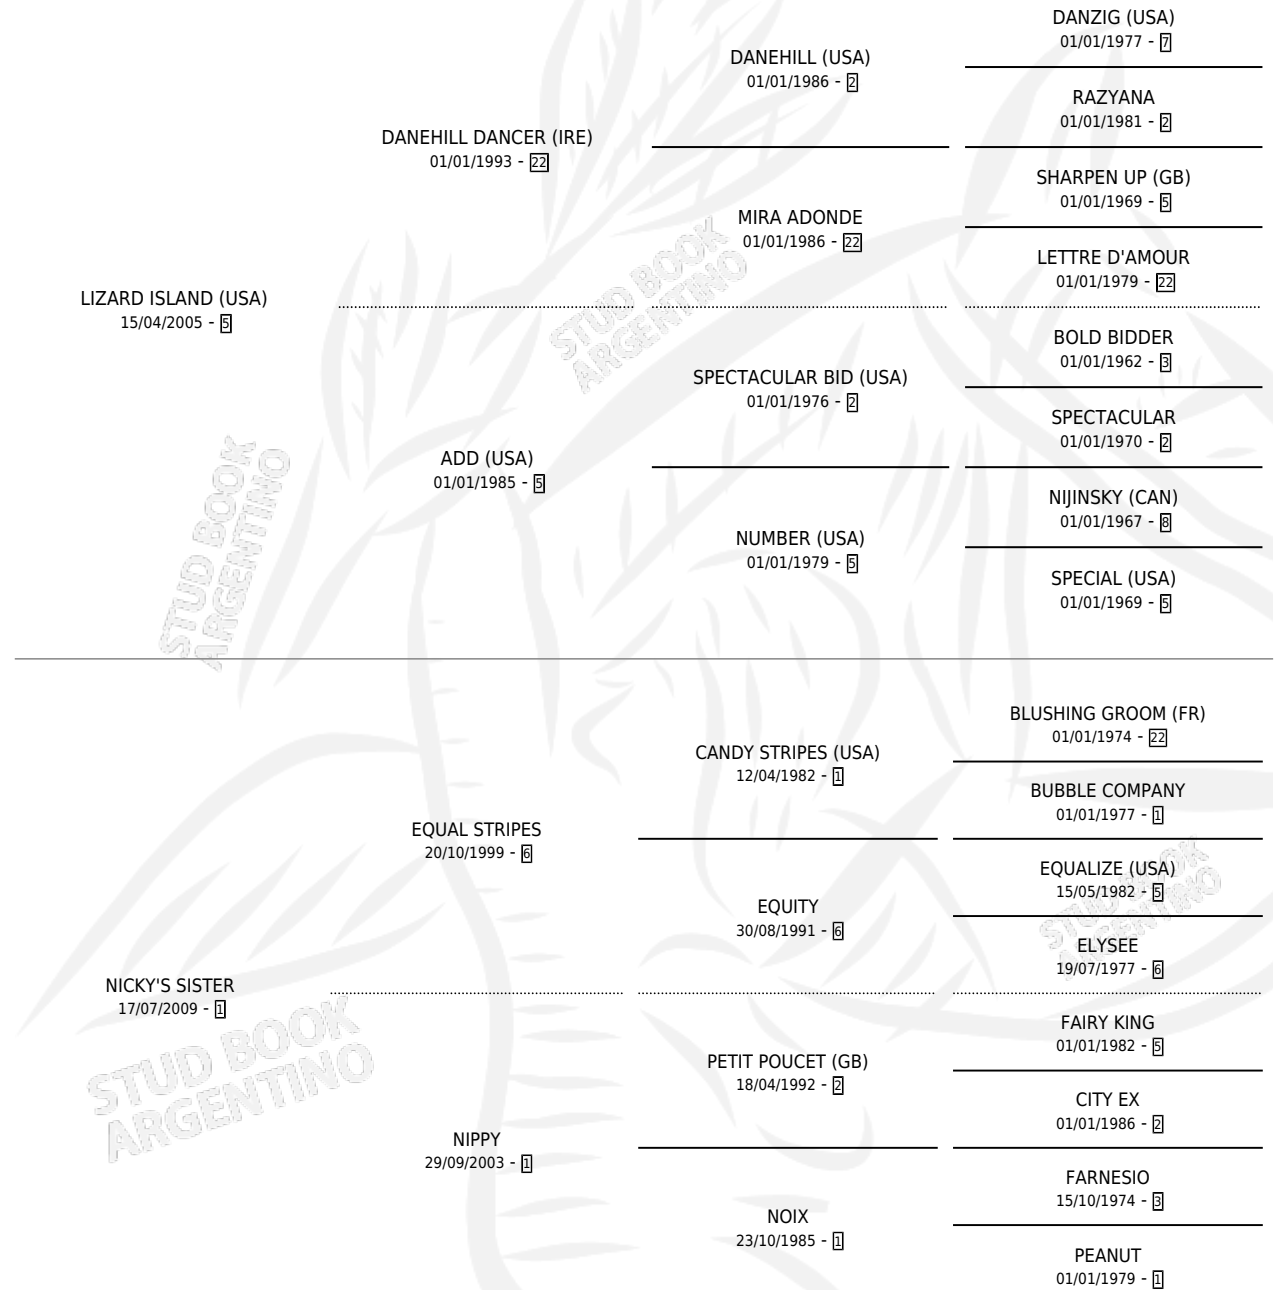 DANZIG (USA)
01/01/1977 - 7
DANEHILL (USA)
01/01/1986 - 2
RAZYANA
01/01/1981 - 2
DANEHILL DANCER (IRE)
01/01/1993 - 22
SHARPEN UP (GB)
01/01/1969 - 5
MIRA ADONDE
01/01/1986 - 22
LETTRE D'AMOUR
01/01/1979 - 22
LIZARD ISLAND (USA)
15/04/2005 - 5
STUD BOOK
ARGENTINO
BOLD BIDDER
01/01/1962 - 3
SPECTACULAR BID (USA)
01/01/1976 - 2
SPECTACULAR
01/01/1970 - 2
ADD (USA)
01/01/1985 - 5
NIJINSKY (CAN)
01/01/1967 - 8
NUMBER (USA)
01/01/1979 - 5
SPECIAL (USA)
01/01/1969 - 5
STUD BOOK
ARGENTINO
BLUSHING GROOM (FR)
01/01/1974 - 22
CANDY STRIPES (USA)
12/04/1982 - 1
BUBBLE COMPANY
01/01/1977 - 1
EQUAL STRIPES
20/10/1999 - 6
EQUALIZE (USA)
15/05/1982 - 5
EQUITY
30/08/1991 - 6
STUD BOOK
ARGENTINO
ELYSEE
19/07/1977 - 6
NICKY'S SISTER
17/07/2009 - 1
STUD BOOK
ARGENTINO
FAIRY KING
01/01/1982 - 5
PETIT POUCET (GB)
18/04/1992 - 2
CITY EX
01/01/1986 - 2
NIPPY
29/09/2003 - 1
FARNESIO
15/10/1974 - 3
NOIX
23/10/1985 - 1
PEANUT
01/01/1979 - 1